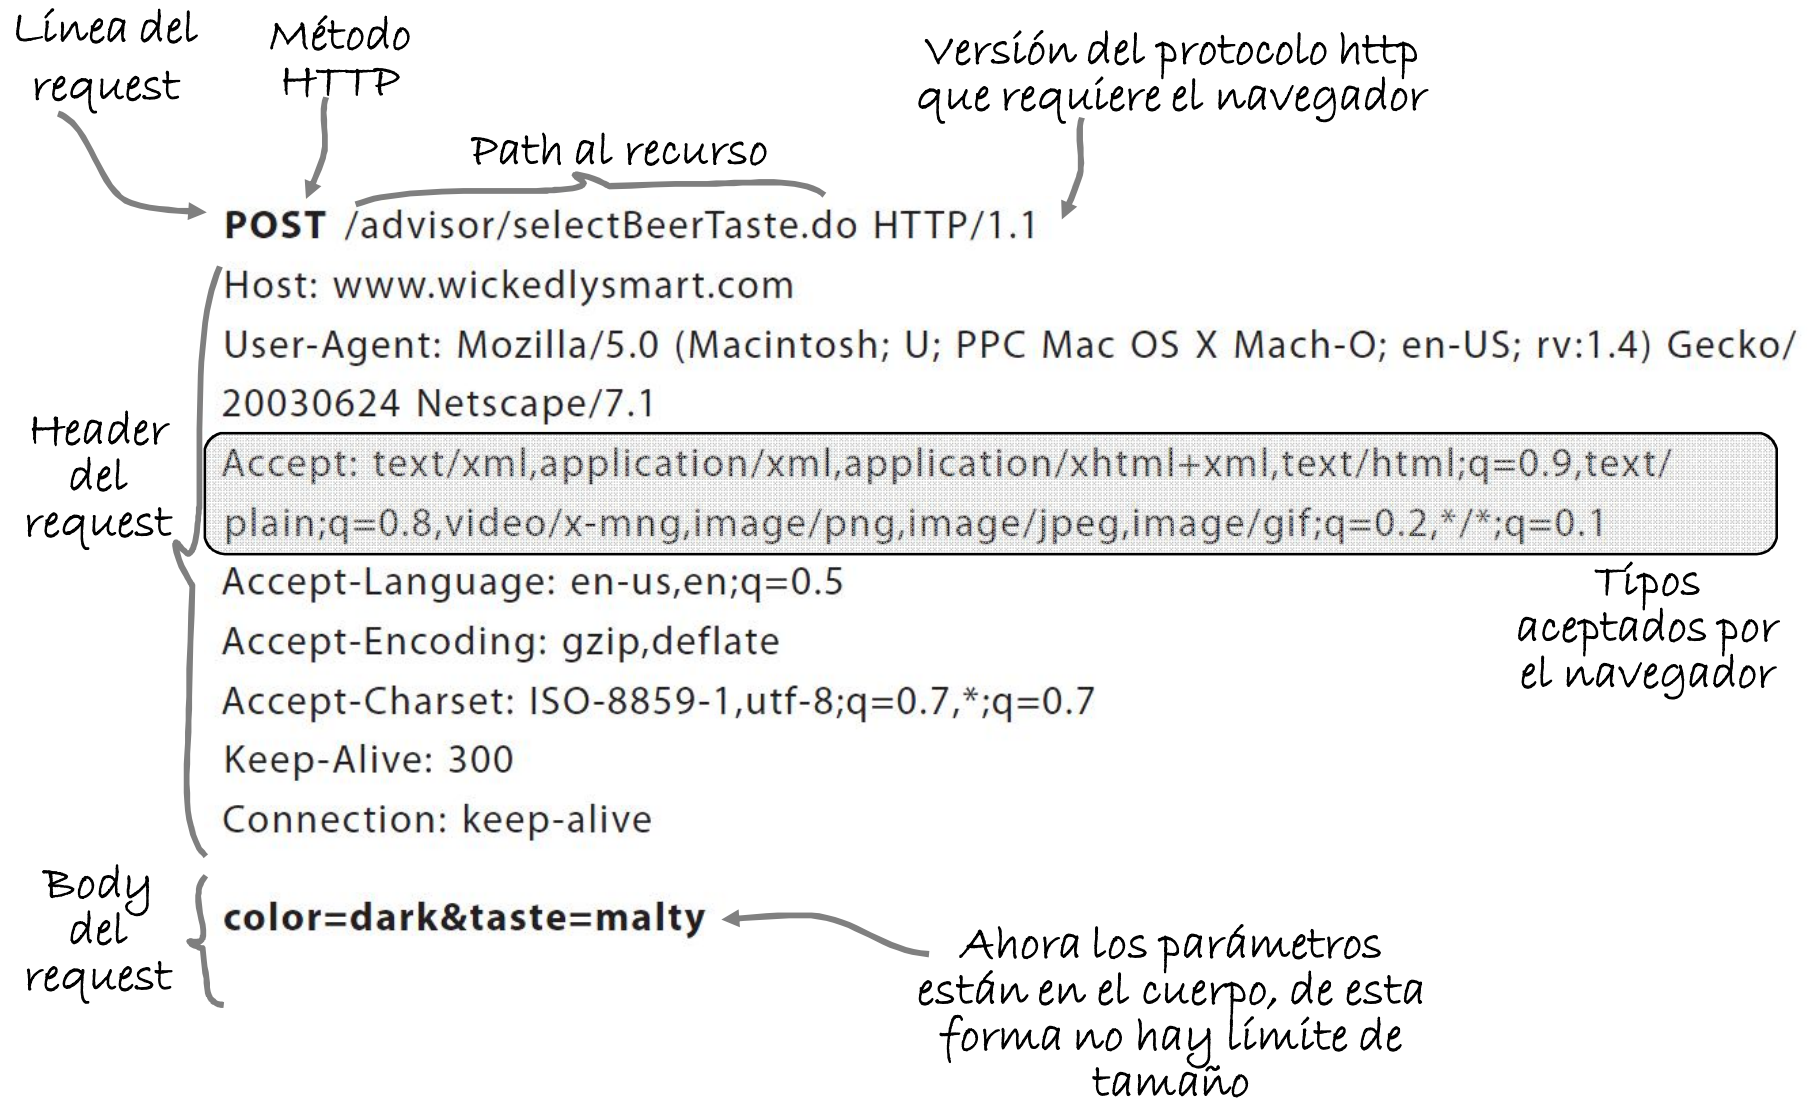 Línea del
request
Método
HTTP
Versión del protocolo http
que requiere el navegador
Path al recurso
POST /advisor/selectBeerTaste.do HTTP/1.1
Host: www.wickedlysmart.com
User-Agent: Mozilla/5.0 (Macintosh; U; PPC Mac OS X Mach-O; en-US; rv:1.4) Gecko/
20030624 Netscape/7.1
Header
del
request
Accept: text/xml,application/xml,application/xhtml+xml,text/html;q=0.9,text/
plain;q=0.8,video/x-mng,image/png,image/jpeg,image/gif;q=0.2,*/*;q=0.1
Tipos
aceptados por
el navegador
Accept-Language: en-us,en;q=0.5
Accept-Encoding: gzip,deflate
Accept-Charset: ISO-8859-1,utf-8;q=0.7,*;q=0.7
Keep-Alive: 300
Connection: keep-alive
Body
del
request
color=dark&taste=malty
Ahora los parámetros
están en el cuerpo, de esta
forma no hay límite de
tamaño